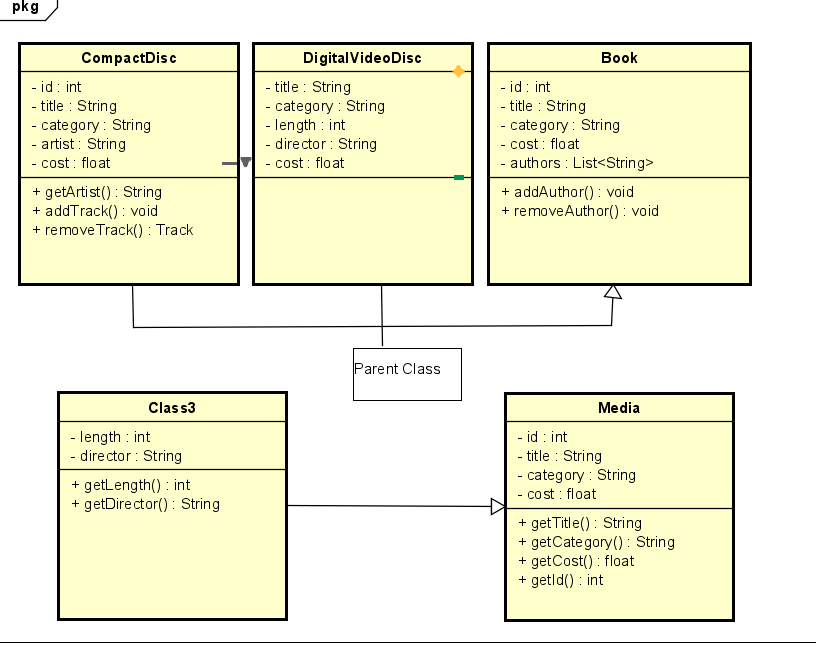 pkg
CompactDisc
- id : int
- title : String
- category : String
- artist : String
- cost : float
+ getArtist() : String
+ addTrack() : void
+ removeTrack() : Track
DigitalVideoDisc
- title : String
- category : String
- length : int
- director : String
- cost : float
Book
- id : int
- title : String
- category : String
- cost : float
- authors : List<String>
+ addAuthor() : void
+ removeAuthor() : void
Parent Class
Class3
- length : int
- director : String
+ getLength() : int
+ getDirector() : String
Media
- id : int
- title : String
- category : String
- cost : float
+ getTitle() : String
+ getCategory() : String
+ getCost() : float
+ getId() : int